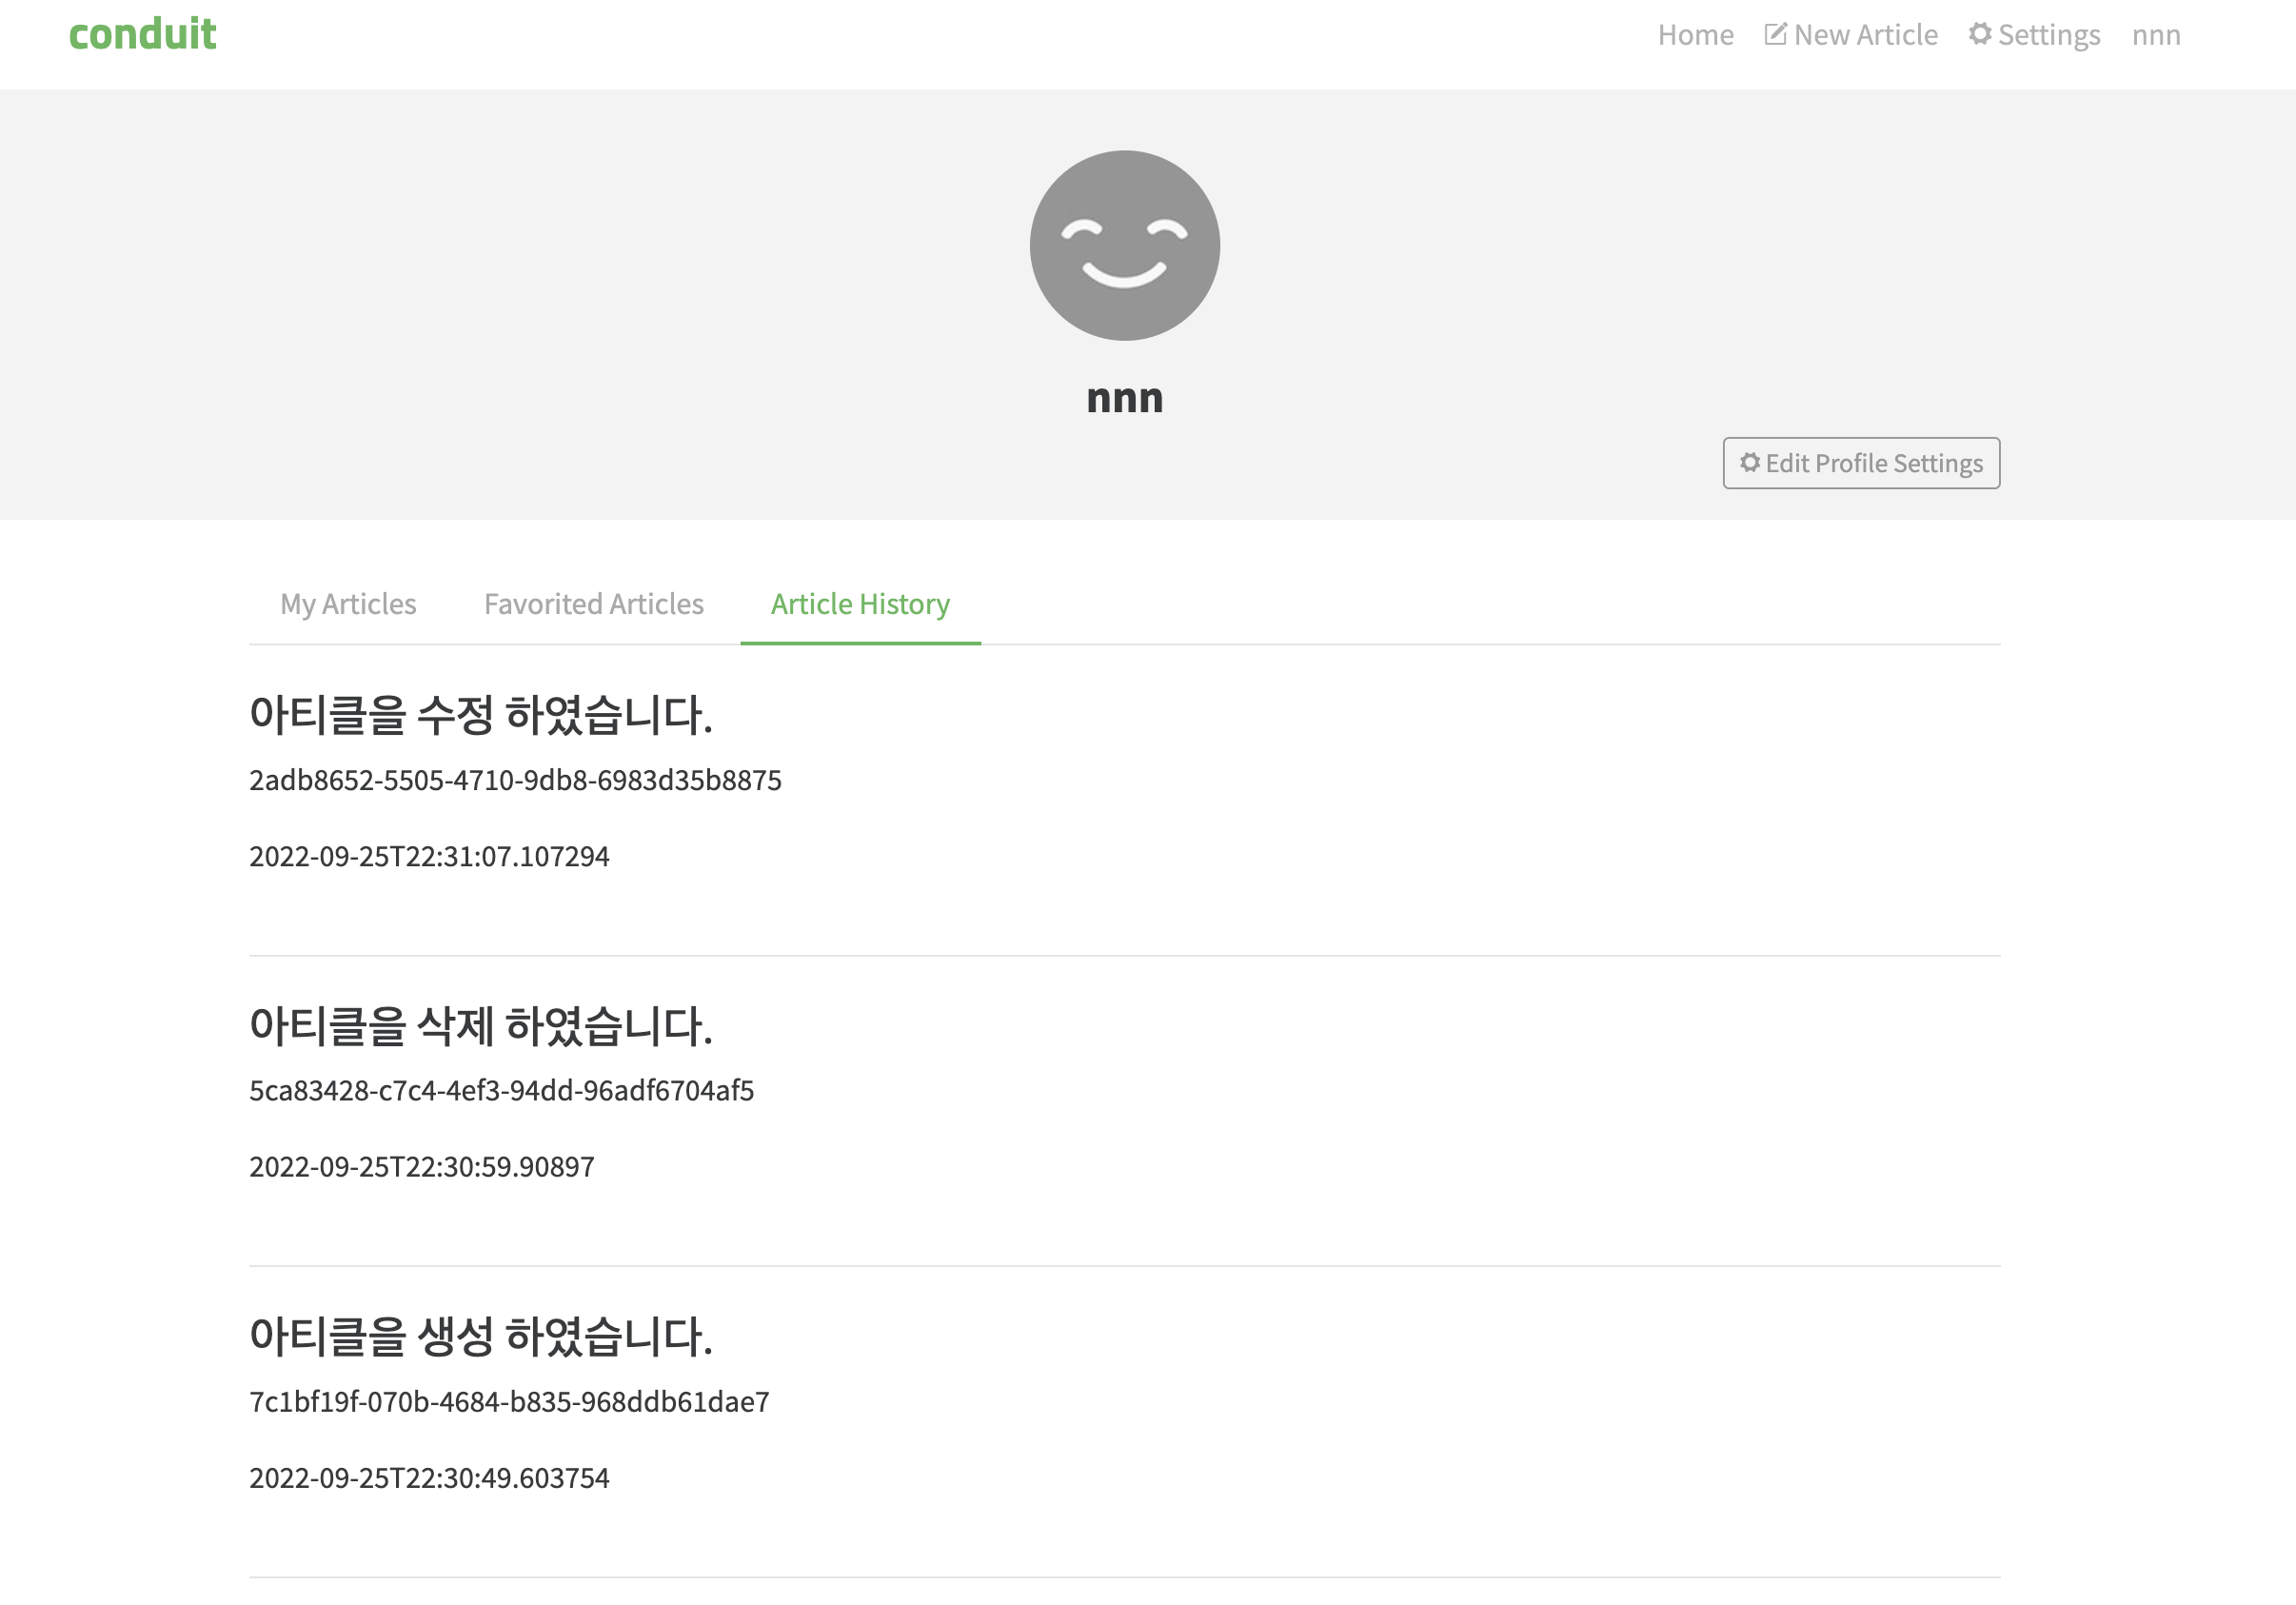 conduit
Home New Article Settings nnn
nnn
Edit Profile Settings
My Articles Favorited Articles Article History
아티클을 수정 하였습니다.
2adb8652-5505-4710-9db8-6983d35b8875
2022-09-25T22:31:07.107294
아티클을 삭제 하였습니다.
5ca83428-c7c4-4ef3-94dd-96adf6704af5
2022-09-25T22:30:59.90897
아티클을 생성 하였습니다.
7c1bf19f-070b-4684-b835-968ddb61dae7
2022-09-25T22:30:49.603754